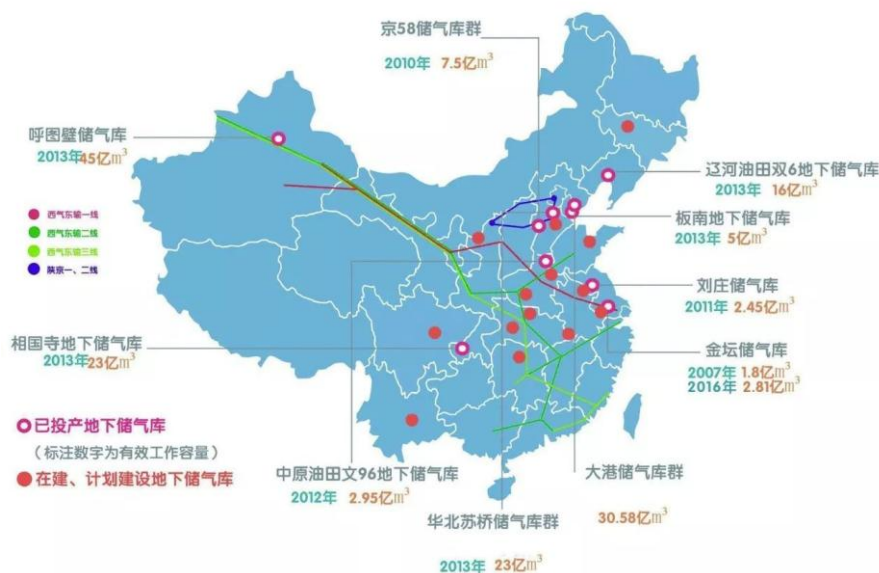 京58储气库群
2010年 7.5亿m³
呼图壁储气库
2013年 45亿m³
辽河油田双6地下储气库
2013年 16亿m³
西气东输一线
西气东输二线
西气东输三线
陕京一、二线
板南地下储气库
2013年 5亿m³
刘庄储气库
2011年 2.45亿m³
相国寺地下储气库
2013年 23亿m³
金坛储气库
2007年 1.8亿m³
2016年 2.81亿m³
已投产地下储气库
（标注数字为有效工作容量）
在建、计划建设地下储气库
中原油田文96地下储气库
2012年 2.95亿m³
大港储气库群
30.58亿m³
华北苏桥储气库群
2013年 23亿m³